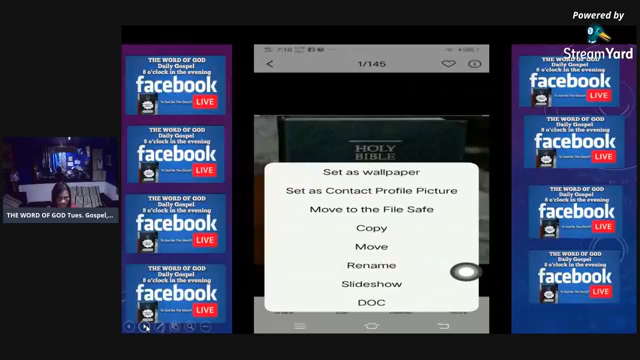 Powered by
StreamYard
THE WORD OF GOD
Daily Gospel
8 o'clock in the evening
facebook
LIVE
THE WORD OF GOD
Daily Gospel
8 o'clock in the evening
facebook
LIVE
THE WORD OF GOD
Daily Gospel
8 o'clock in the evening
facebook
LIVE
THE WORD OF GOD
Daily Gospel
8 o'clock in the evening
facebook
LIVE
7:16
1/145
HOLY
BIBLE
Set as wallpaper
Set as Contact Profile Picture
Move to the File Safe
Copy
Move
Rename
Slideshow
DOC
THE WORD OF GOD
Daily Gospel
8 o'clock in the evening
facebook
LIVE
THE WORD OF GOD
Daily Gospel
8 o'clock in the evening
facebook
LIVE
THE WORD OF GOD
Daily Gospel
8 o'clock in the evening
facebook
LIVE
THE WORD OF GOD
Daily Gospel
8 o'clock in the evening
facebook
LIVE
THE WORD OF GOD Tues. Gospel,...